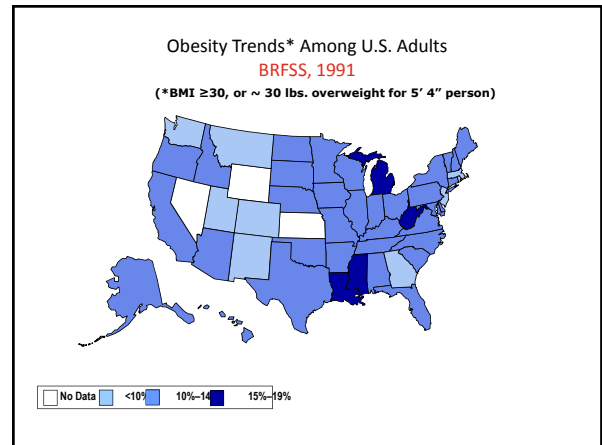 Obesity Trends* Among U.S. Adults
BRFSS, 1991
(*BMI ≥30, or ~ 30 lbs. overweight for 5’ 4” person)
No Data <10% 10%–14 15%–19%